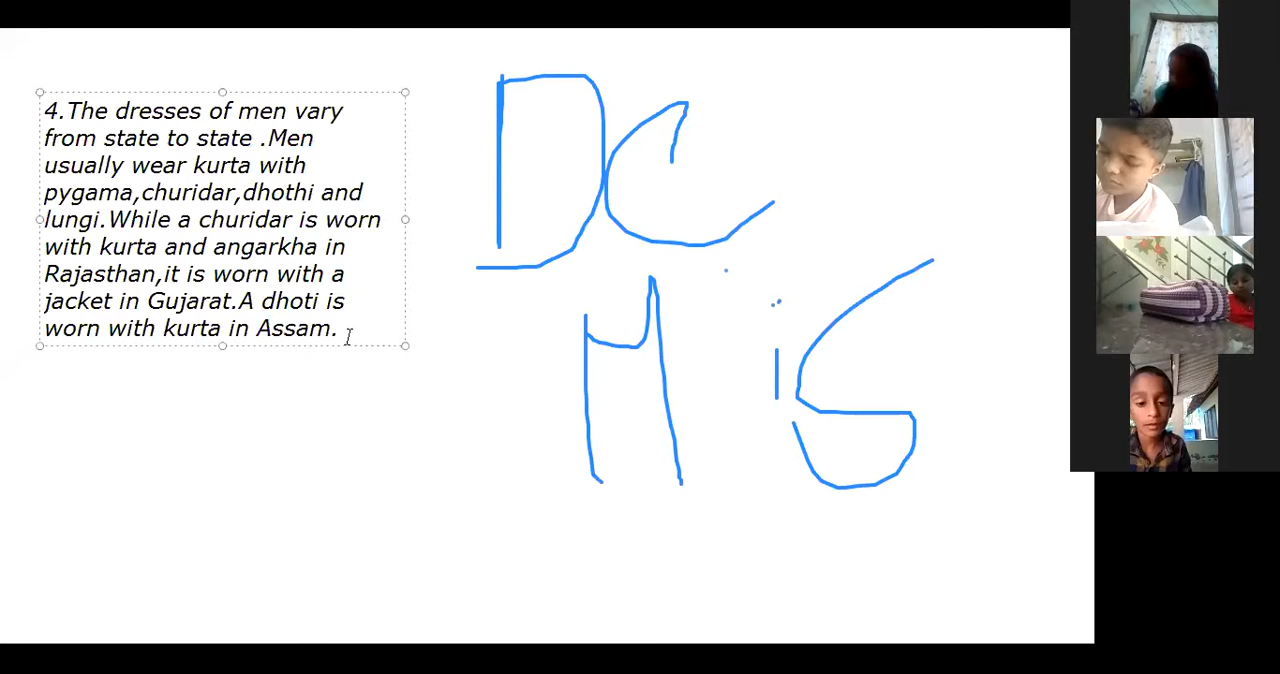 4.The dresses of men vary
from state to state .Men
usually wear kurta with
pygama,churidar,dhothi and
lungi.While a churidar is worn
with kurta and angarkha in
Rajasthan,it is worn with a
jacket in Gujarat.A dhoti is
worn with kurta in Assam.
DC
H i S